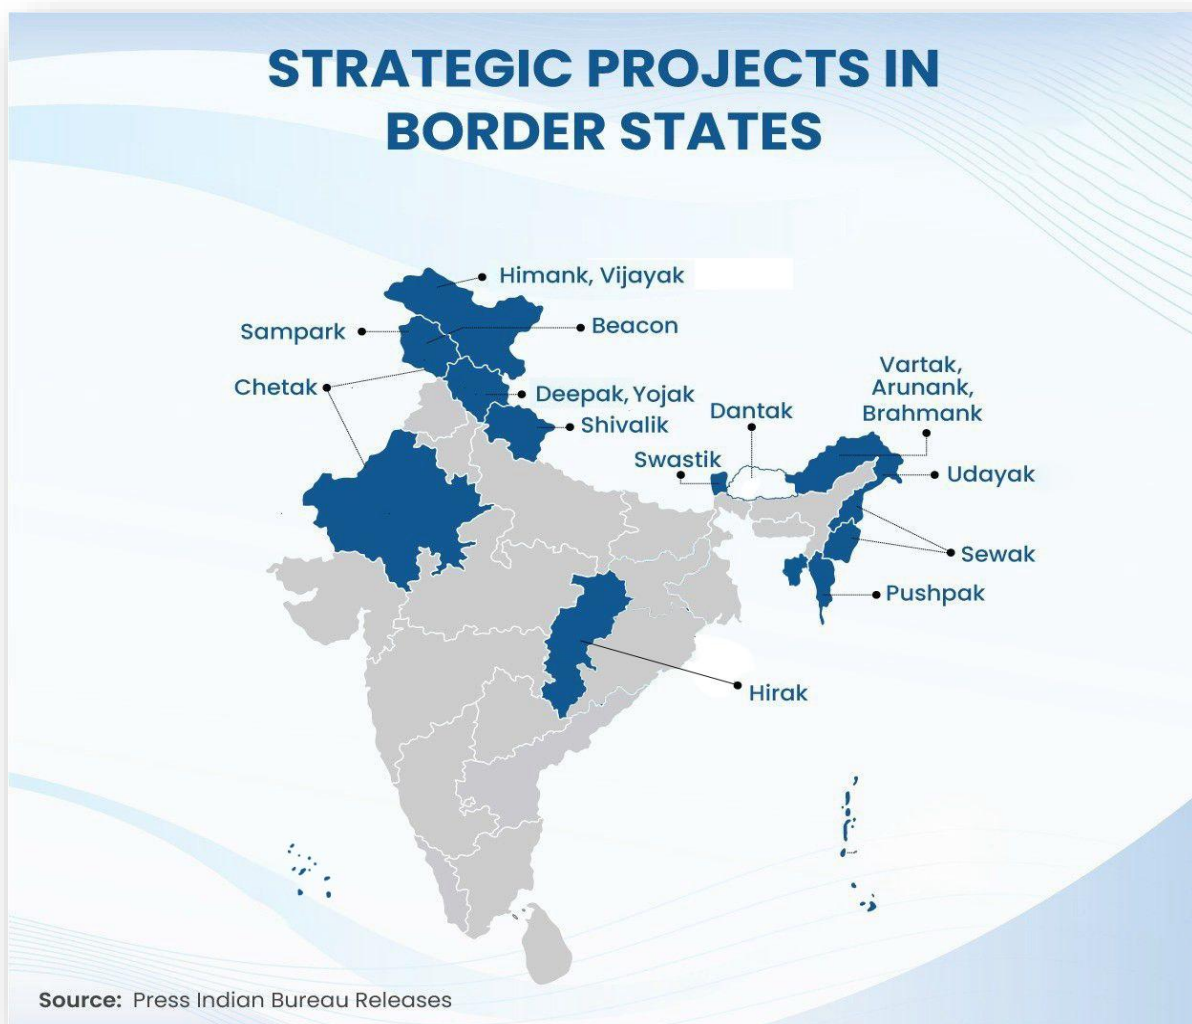 STRATEGIC PROJECTS IN
BORDER STATES
Himank, Vijayak
Sampark
Beacon
Chetak
Deepak, Yojak
Shivalik
Vartak,
Arunank,
Brahmank
Dantak
Swastik
Udayak
Sewak
Pushpak
Hirak
Source: Press Indian Bureau Releases